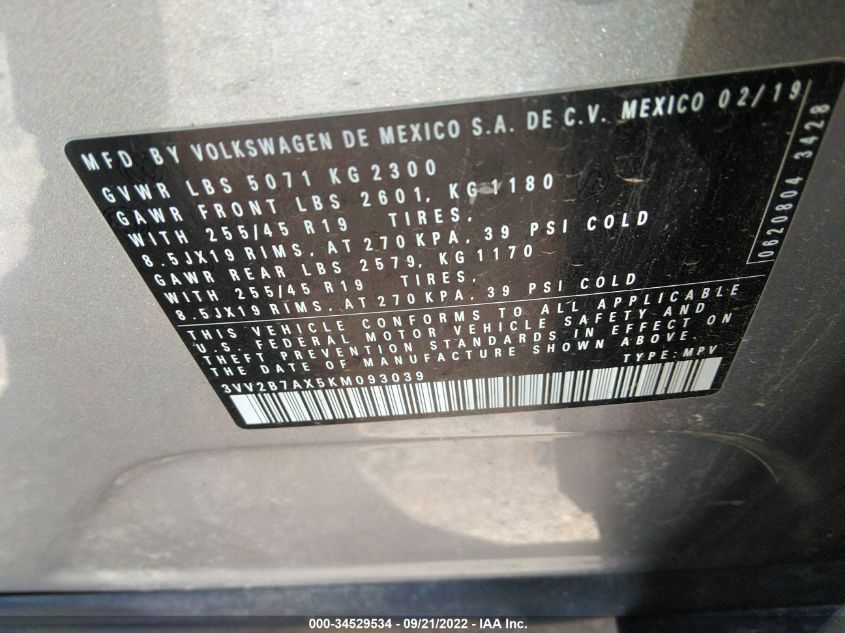 MFD BY VOLKSWAGEN DE MEXICO S.A. DE C.V. MEXICO 02/19
GVWR LBS 5071 KG 2300
GAWR FRONT LBS 2601, KG 1180
WITH 255/45 R19 TIRES,
8.5JX19 RIMS, AT 270 KPA, 39 PSI COLD
GAWR REAR LBS 2579, KG 1170
WITH 255/45 R19 TIRES,
8.5JX19 RIMS, AT 270 KPA, 39 PSI COLD
THIS VEHICLE CONFORMS TO ALL APPLICABLE
U.S. FEDERAL MOTOR VEHICLE SAFETY AND
THEFT PREVENTION STANDARDS IN EFFECT ON
THE DATE OF MANUFACTURE SHOWN ABOVE.
3VV2B7AX5KM093039 TYPE: MPV
0620804 3428
000-34529534 - 09/21/2022 - IAA Inc.